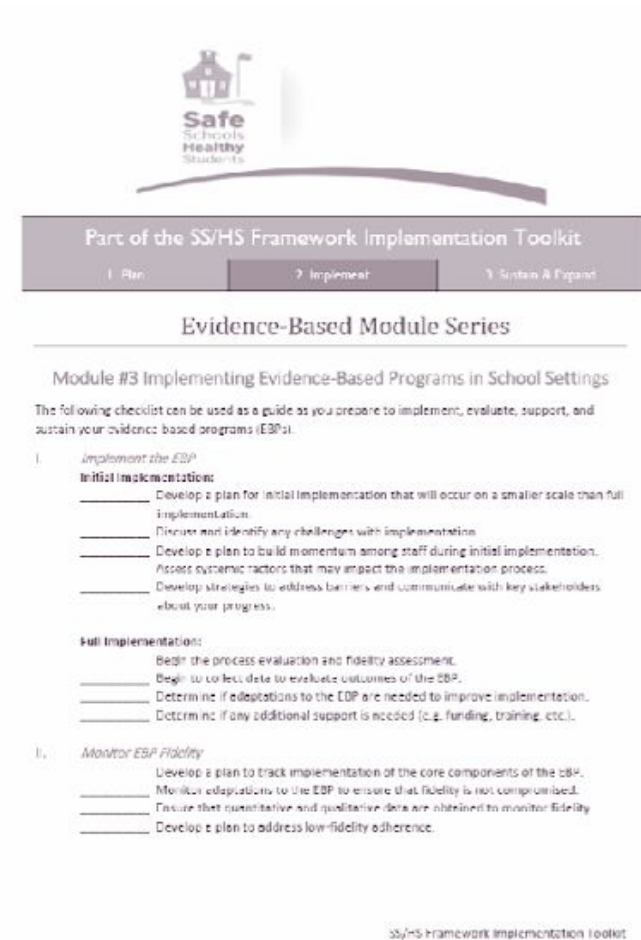 Safe
Schools
Healthy
Students
Part of the SS/HS Framework Implementation Toolkit
1. Plan
2. Implement
3. Sustain & Expand
Evidence-Based Module Series
Module #3 Implementing Evidence-Based Programs in School Settings
The following checklist can be used as a guide as you prepare to implement, evaluate, support, and
sustain your evidence based programs (EBPs).
I. Implement the EBP
Initial Implementation:
__________ Develop a plan for initial implementation that will occur on a smaller scale than full
implementation.
__________ Discuss and identify any challenges with implementation
__________ Develop a plan to build momentum among staff during initial implementation.
Assess systemic factors that may impact the implementation process.
__________ Develop strategies to address barriers and communicate with key stakeholders
about your progress.
Full Implementation:
Begin the process evaluation and fidelity assessment.
__________ Begin to collect data to evaluate outcomes of the EBP.
__________ Determine if adaptations to the EBP are needed to improve implementation.
__________ Determine if any additional support is needed (e.g. funding, training, etc.).
II. Monitor EBP Fidelity
Develop a plan to track implementation of the core components of the EBP.
__________ Monitor adaptations to the EBP to ensure that fidelity is not compromised.
__________ Ensure that quantitative and qualitative data are obtained to monitor fidelity
__________ Develop a plan to address low-fidelity adherence.
SS/HS Framework Implementation Toolkit